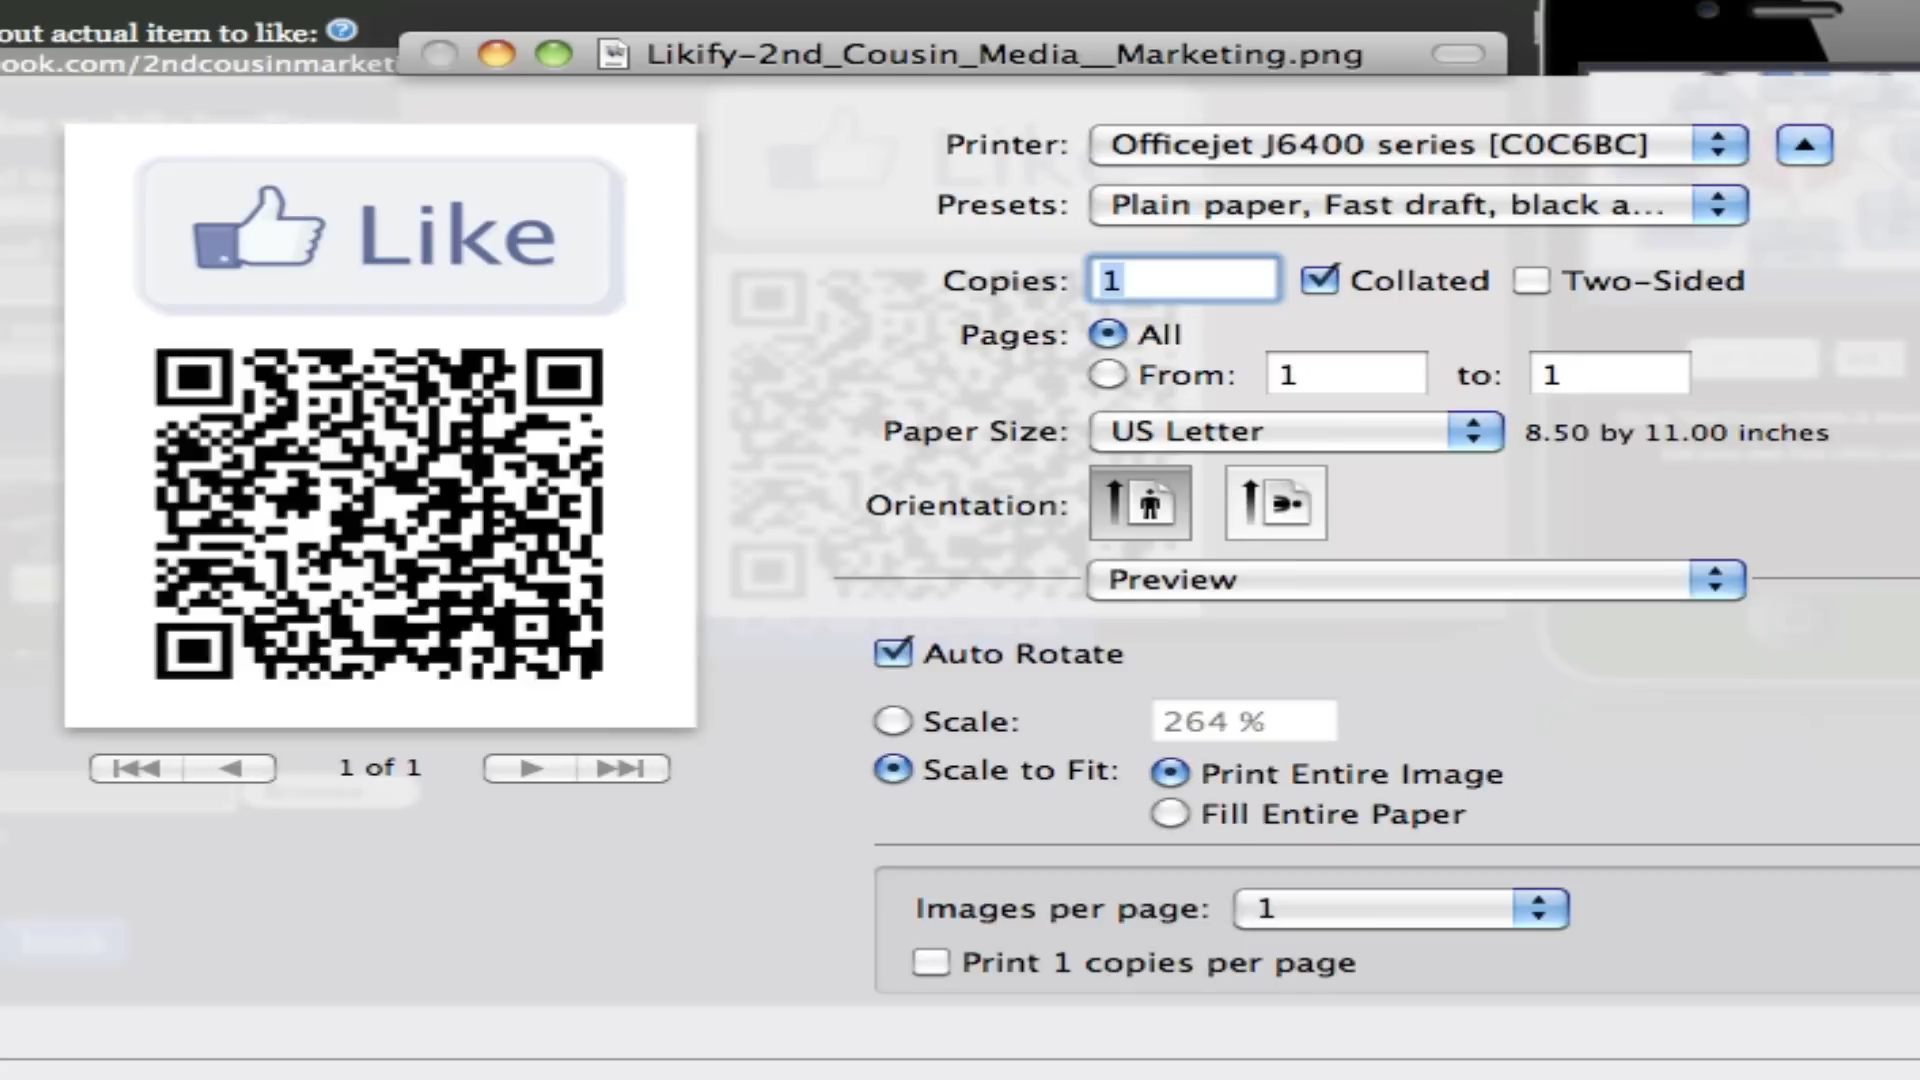 out actual item to like:
ook.com/2ndcousinmarket
Likify-2nd_Cousin_Media__Marketing.png
Like
Printer: Officejet J6400 series [C0C6BC]
Presets: Plain paper, Fast draft, black a...
Copies: 1 Collated Two-Sided
Pages: All
From: 1 to: 1
Paper Size: US Letter 8.50 by 11.00 inches
Orientation:
Preview
Auto Rotate
Scale: 264 %
Scale to Fit: Print Entire Image
Fill Entire Paper
1 of 1
Images per page: 1
Print 1 copies per page